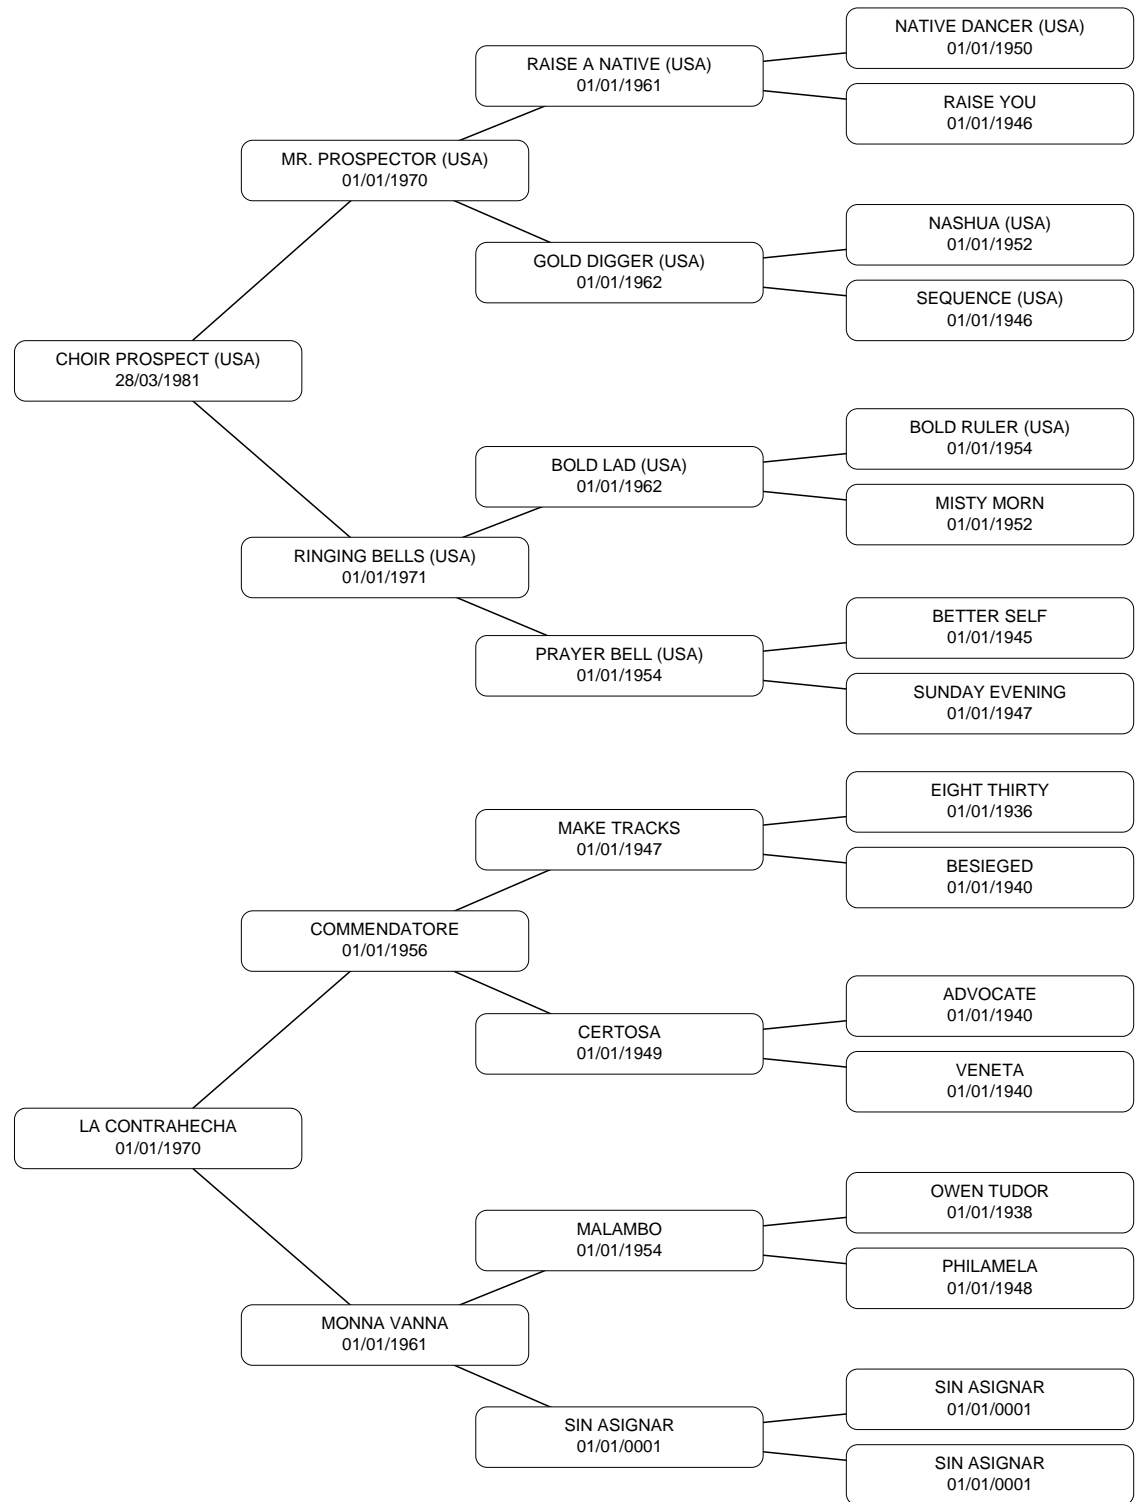 NATIVE DANCER (USA)
01/01/1950
RAISE A NATIVE (USA)
01/01/1961
RAISE YOU
01/01/1946
MR. PROSPECTOR (USA)
01/01/1970
NASHUA (USA)
01/01/1952
GOLD DIGGER (USA)
01/01/1962
SEQUENCE (USA)
01/01/1946
CHOIR PROSPECT (USA)
28/03/1981
BOLD RULER (USA)
01/01/1954
BOLD LAD (USA)
01/01/1962
MISTY MORN
01/01/1952
RINGING BELLS (USA)
01/01/1971
BETTER SELF
01/01/1945
PRAYER BELL (USA)
01/01/1954
SUNDAY EVENING
01/01/1947
EIGHT THIRTY
01/01/1936
MAKE TRACKS
01/01/1947
BESIEGED
01/01/1940
COMMENDATORE
01/01/1956
ADVOCATE
01/01/1940
CERTOSA
01/01/1949
VENETA
01/01/1940
LA CONTRAHECHA
01/01/1970
OWEN TUDOR
01/01/1938
MALAMBO
01/01/1954
PHILAMELA
01/01/1948
MONNA VANNA
01/01/1961
SIN ASIGNAR
01/01/0001
SIN ASIGNAR
01/01/0001
SIN ASIGNAR
01/01/0001